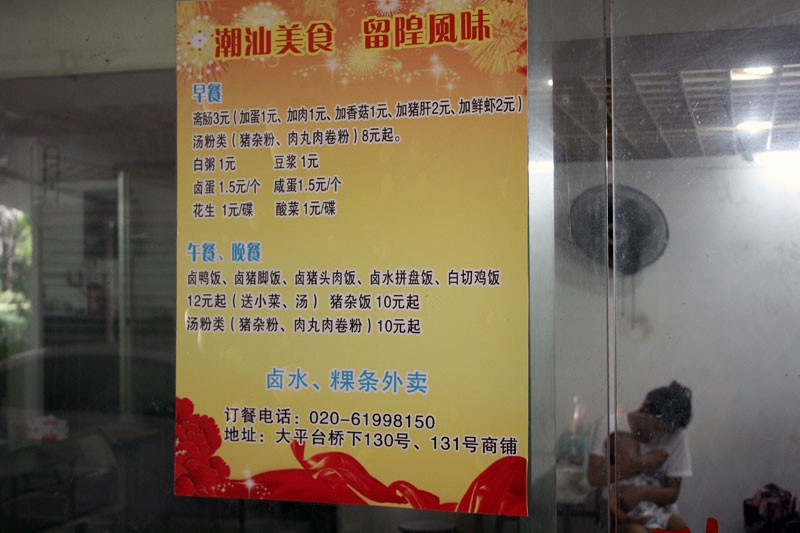 潮汕美食 留隍風味
早餐
斋肠3元(加蛋1元、加肉1元、加香菇1元、加猪肝2元、加鲜虾2元)
汤粉类(猪杂粉、肉丸肉卷粉)8元起。
白粥 1元 豆浆 1元
卤蛋 1.5元/个 咸蛋1.5元/个
花生 1元/碟 酸菜 1元/碟
午餐、晚餐
卤鸭饭、卤猪脚饭、卤猪头肉饭、卤水拼盘饭、白切鸡饭
12元起(送小菜、汤) 猪杂饭 10元起
汤粉类(猪杂粉、肉丸肉卷粉)10元起
卤水、粿条外卖
订餐电话：020-61998150
地址：大平台桥下130号、131号商铺